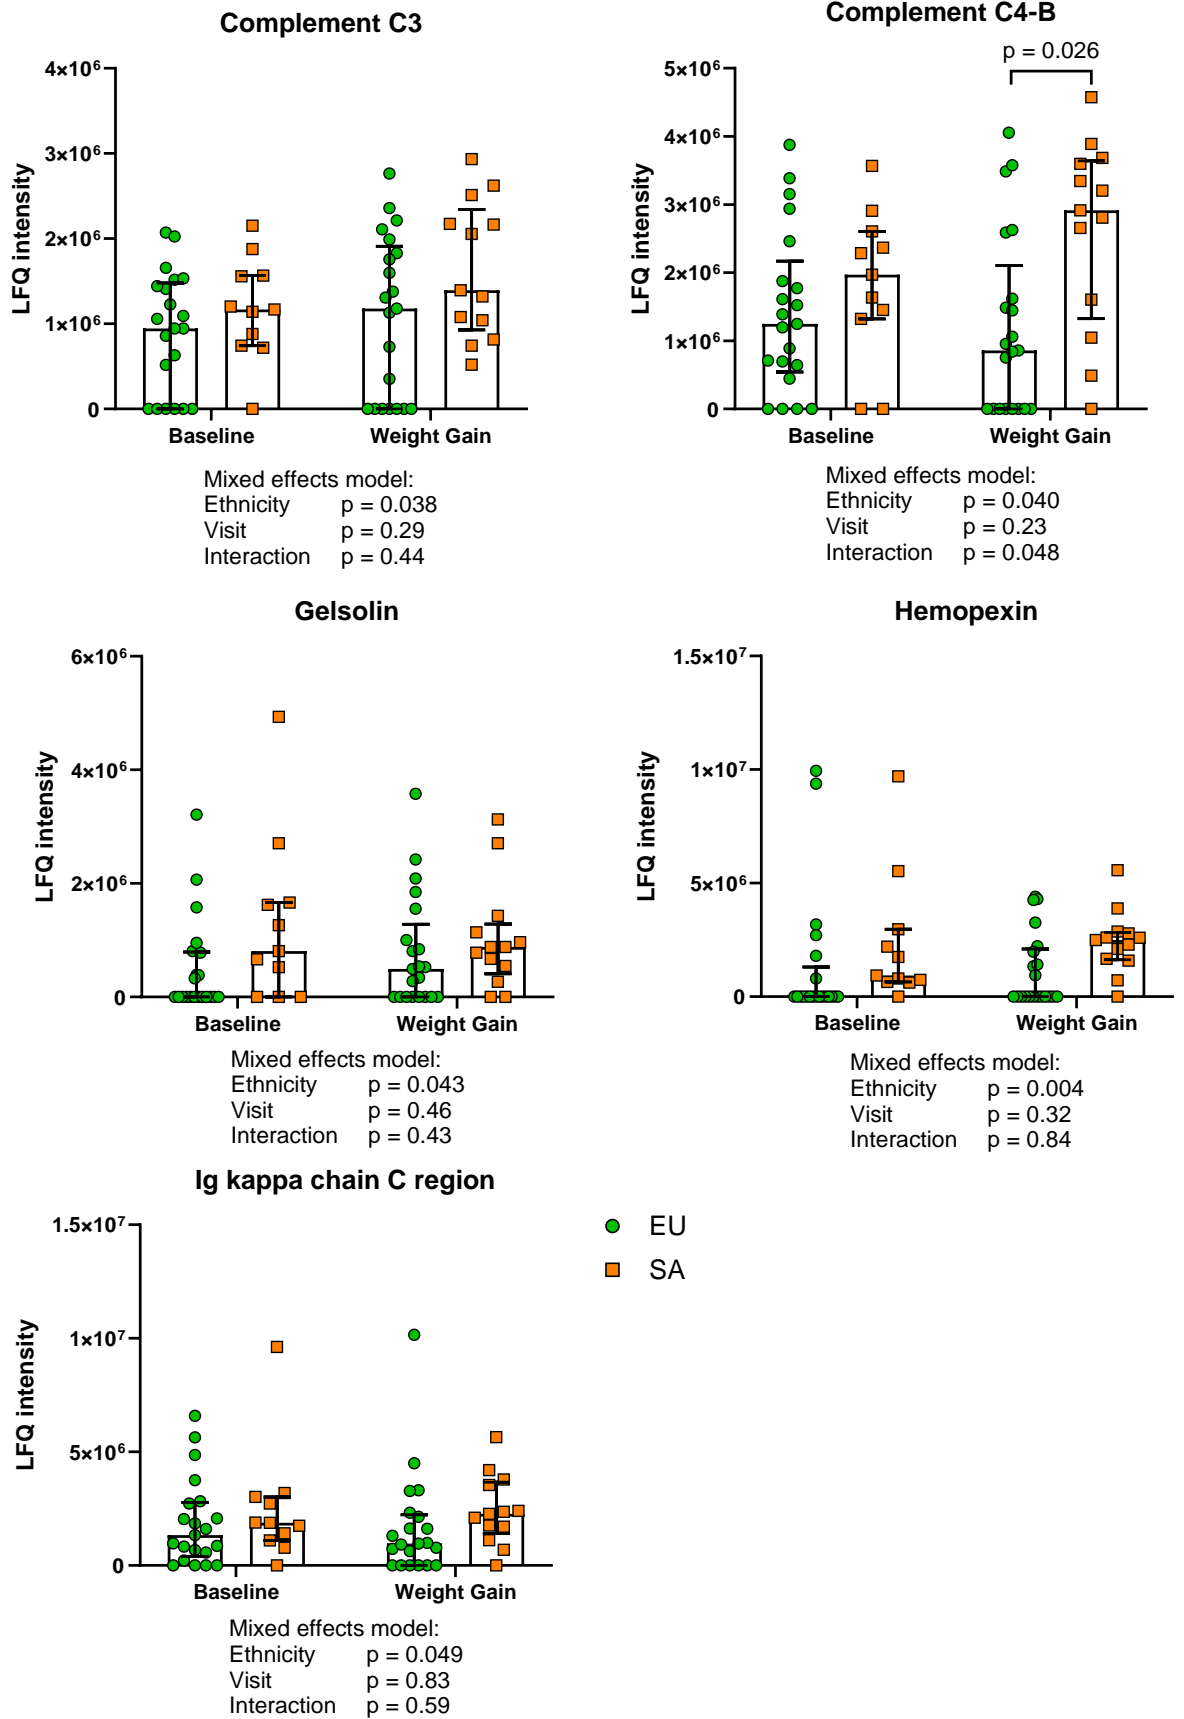 Complement C3
4×10⁶
3×10⁶
2×10⁶
1×10⁶
0
LFQ intensity
Baseline
Weight Gain
Mixed effects model:
Ethnicity p = 0.038
Visit p = 0.29
Interaction p = 0.44
Complement C4-B
p = 0.026
5×10⁶
4×10⁶
3×10⁶
2×10⁶
1×10⁶
0
LFQ intensity
Baseline
Weight Gain
Mixed effects model:
Ethnicity p = 0.040
Visit p = 0.23
Interaction p = 0.048
Gelsolin
6×10⁶
4×10⁶
2×10⁶
0
LFQ intensity
Baseline
Weight Gain
Mixed effects model:
Ethnicity p = 0.043
Visit p = 0.46
Interaction p = 0.43
Hemopexin
1.5×10⁷
1×10⁷
5×10⁶
0
LFQ intensity
Baseline
Weight Gain
Mixed effects model:
Ethnicity p = 0.004
Visit p = 0.32
Interaction p = 0.84
Ig kappa chain C region
1.5×10⁷
1×10⁷
5×10⁶
0
LFQ intensity
Baseline
Weight Gain
Mixed effects model:
Ethnicity p = 0.049
Visit p = 0.83
Interaction p = 0.59
EU
SA